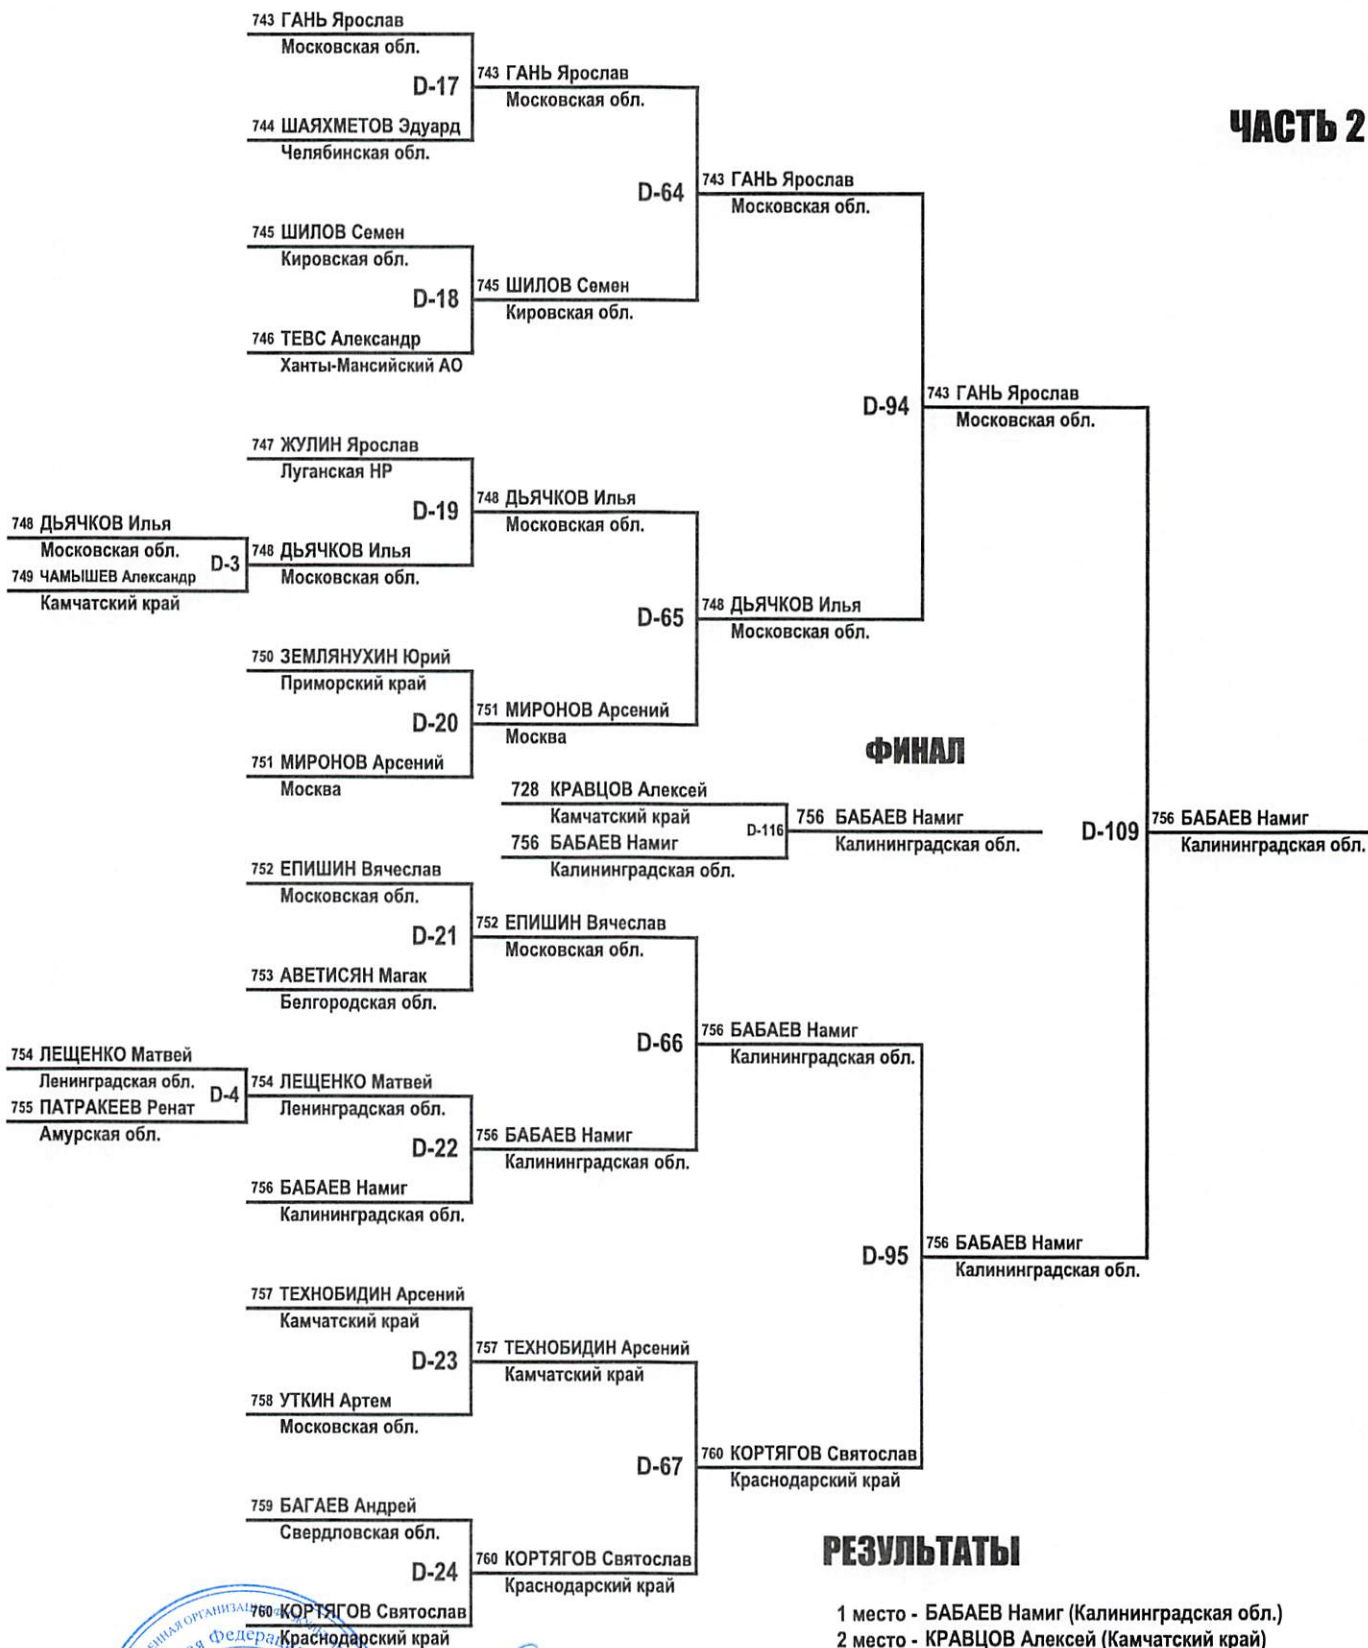 743 ГАНЬ Ярослав
Московская обл.
D-17
743 ГАНЬ Ярослав
Московская обл.
744 ШАЯХМЕТОВ Эдуард
Челябинская обл.
ЧАСТЬ 2
D-64
743 ГАНЬ Ярослав
Московская обл.
745 ШИЛОВ Семен
Кировская обл.
D-18
745 ШИЛОВ Семен
Кировская обл.
746 ТЕВС Александр
Ханты-Мансийский АО
D-94
743 ГАНЬ Ярослав
Московская обл.
747 ЖУЛИН Ярослав
Луганская НР
D-19
748 ДЬЯЧКОВ Илья
Московская обл.
748 ДЬЯЧКОВ Илья
Московская обл.
D-3
749 ЧАМЫШЕВ Александр
Камчатский край
748 ДЬЯЧКОВ Илья
Московская обл.
D-65
748 ДЬЯЧКОВ Илья
Московская обл.
750 ЗЕМЛЯНУХИН Юрий
Приморский край
D-20
751 МИРОНОВ Арсений
Москва
751 МИРОНОВ Арсений
Москва
ФИНАЛ
728 КРАВЦОВ Алексей
Камчатский край
D-116
756 БАБАЕВ Намиг
Калининградская обл.
756 БАБАЕВ Намиг
Калининградская обл.
D-109
756 БАБАЕВ Намиг
Калининградская обл.
752 ЕПИШИН Вячеслав
Московская обл.
D-21
752 ЕПИШИН Вячеслав
Московская обл.
753 АВЕТИСЯН Магак
Белгородская обл.
D-66
756 БАБАЕВ Намиг
Калининградская обл.
754 ЛЕЩЕНКО Матвей
Ленинградская обл.
D-4
755 ПАТРАКЕЕВ Ренат
Амурская обл.
754 ЛЕЩЕНКО Матвей
Ленинградская обл.
D-22
756 БАБАЕВ Намиг
Калининградская обл.
756 БАБАЕВ Намиг
Калининградская обл.
D-95
756 БАБАЕВ Намиг
Калининградская обл.
757 ТЕХНОБИДИН Арсений
Камчатский край
D-23
757 ТЕХНОБИДИН Арсений
Камчатский край
758 УТКИН Артем
Московская обл.
D-67
760 КОРТЯГОВ Святослав
Краснодарский край
759 БАГАЕВ Андрей
Свердловская обл.
D-24
760 КОРТЯГОВ Святослав
Краснодарский край
760 КОРТЯГОВ Святослав
Краснодарский край
РЕЗУЛЬТАТЫ
1 место - БАБАЕВ Намиг (Калининградская обл.)
2 место - КРАВЦОВ Алексей (Камчатский край)